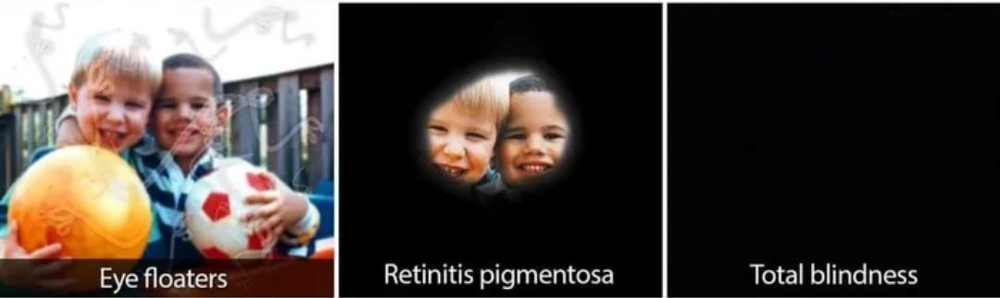 Eye floaters
Retinitis pigmentosa
Total blindness